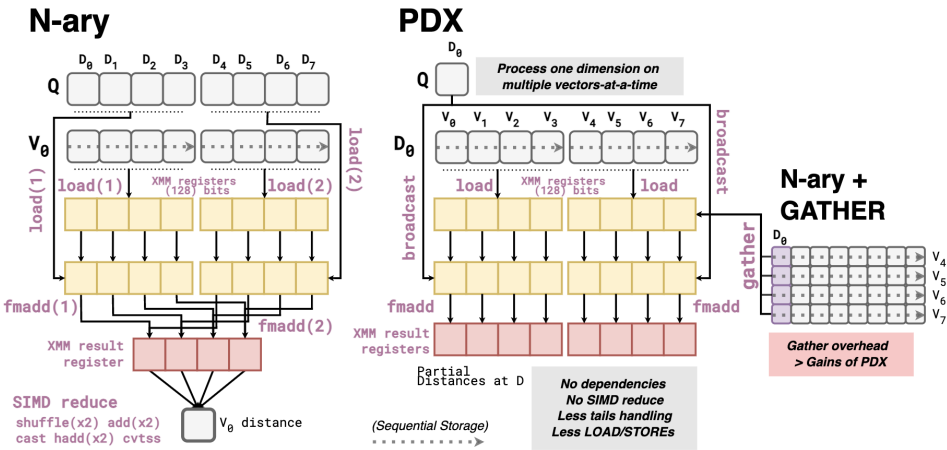 N-ary
D0 D1 D2 D3 D4 D5 D6 D7
Q
V0
load(1)
load(2)
load(1)
XMM registers
(128) bits
load(2)
fmadd(1)
fmadd(2)
XMM result
register
SIMD reduce
shuffle(x2) add(x2)
cast hadd(x2) cvtss
V0 distance
PDX
D0
Q
Process one dimension on
multiple vectors-at-a-time
V0 V1 V2 V3 V4 V5 V6 V7
D0
broadcast
broadcast
load
XMM registers
(128) bits
load
fmadd
fmadd
XMM result
registers
Partial
Distances at D
(Sequential Storage)
No dependencies
No SIMD reduce
Less tails handling
Less LOAD/STOREs
N-ary +
GATHER
gather
D0
V4
V5
V6
V7
Gather overhead
> Gains of PDX